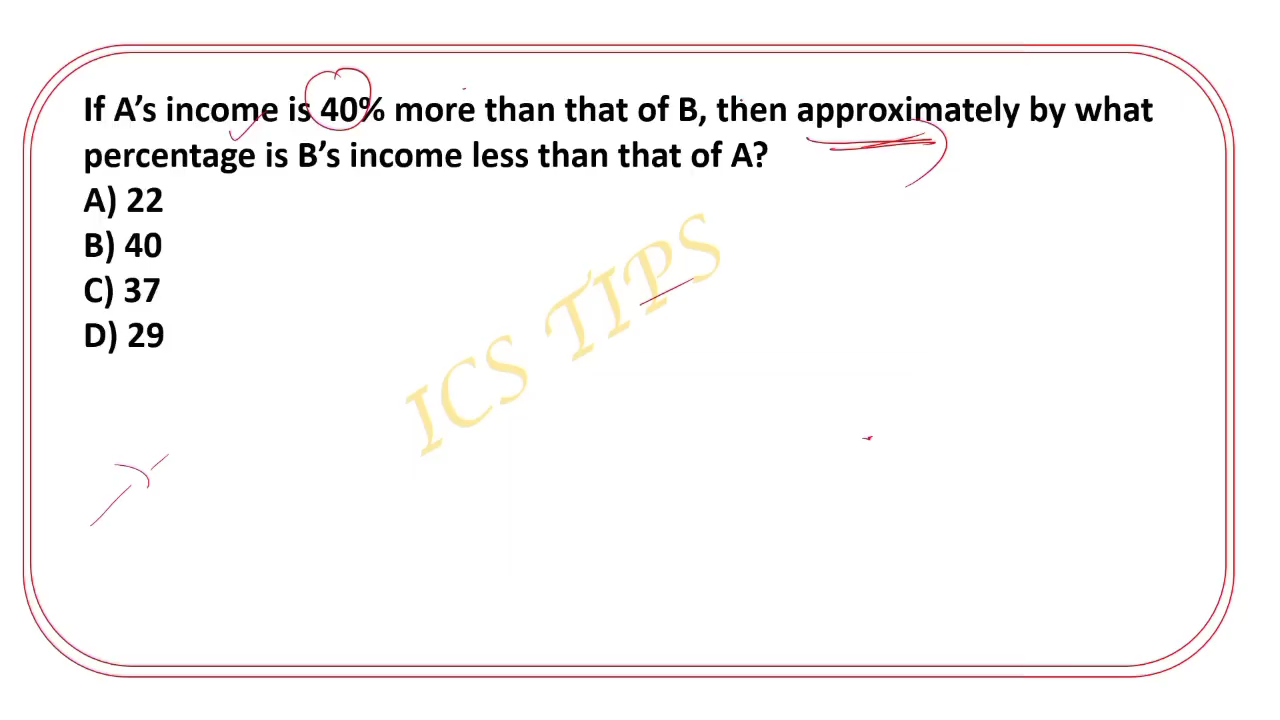 If A’s income is 40% more than that of B, then approximately by what
percentage is B’s income less than that of A?
A) 22
B) 40
C) 37
D) 29
ICS TIPS